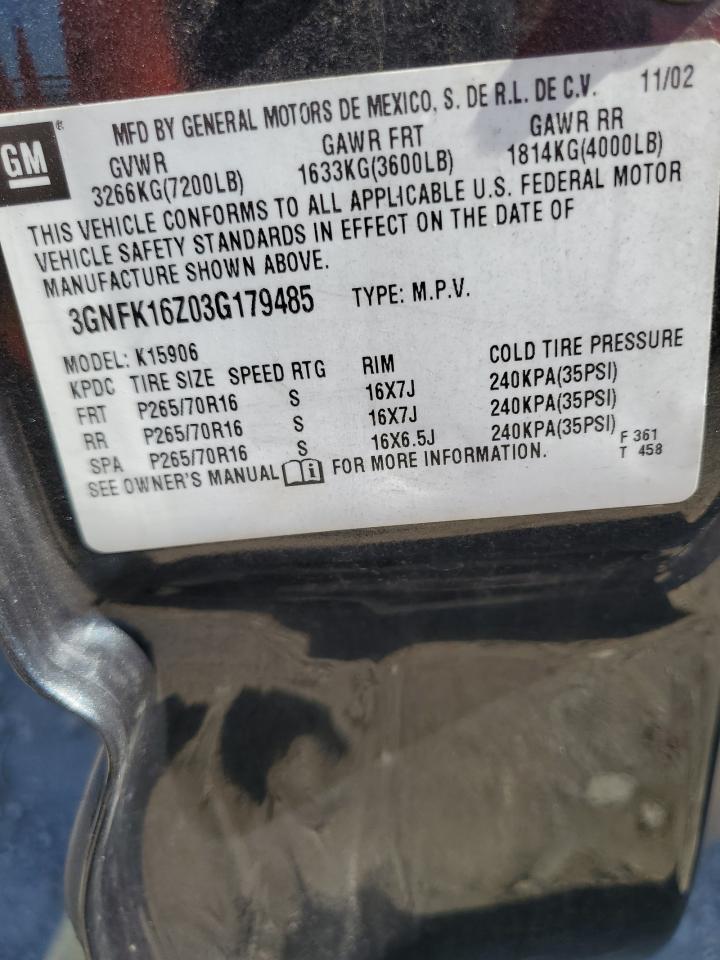 GM®
MFD BY GENERAL MOTORS DE MEXICO, S. DE R.L. DE C.V. 11/02
GVWR GAWR FRT GAWR RR
3266KG(7200LB) 1633KG(3600LB) 1814KG(4000LB)
THIS VEHICLE CONFORMS TO ALL APPLICABLE U.S. FEDERAL MOTOR
VEHICLE SAFETY STANDARDS IN EFFECT ON THE DATE OF
MANUFACTURE SHOWN ABOVE.
3GNFK16Z03G179485 TYPE: M.P.V.
MODEL: K15906
KPDC TIRE SIZE SPEED RTG RIM COLD TIRE PRESSURE
FRT P265/70R16 S 16X7J 240KPA(35PSI)
RR P265/70R16 S 16X7J 240KPA(35PSI)
SPA P265/70R16 S 16X6.5J 240KPA(35PSI) F 361
SEE OWNER'S MANUAL i FOR MORE INFORMATION. T 458